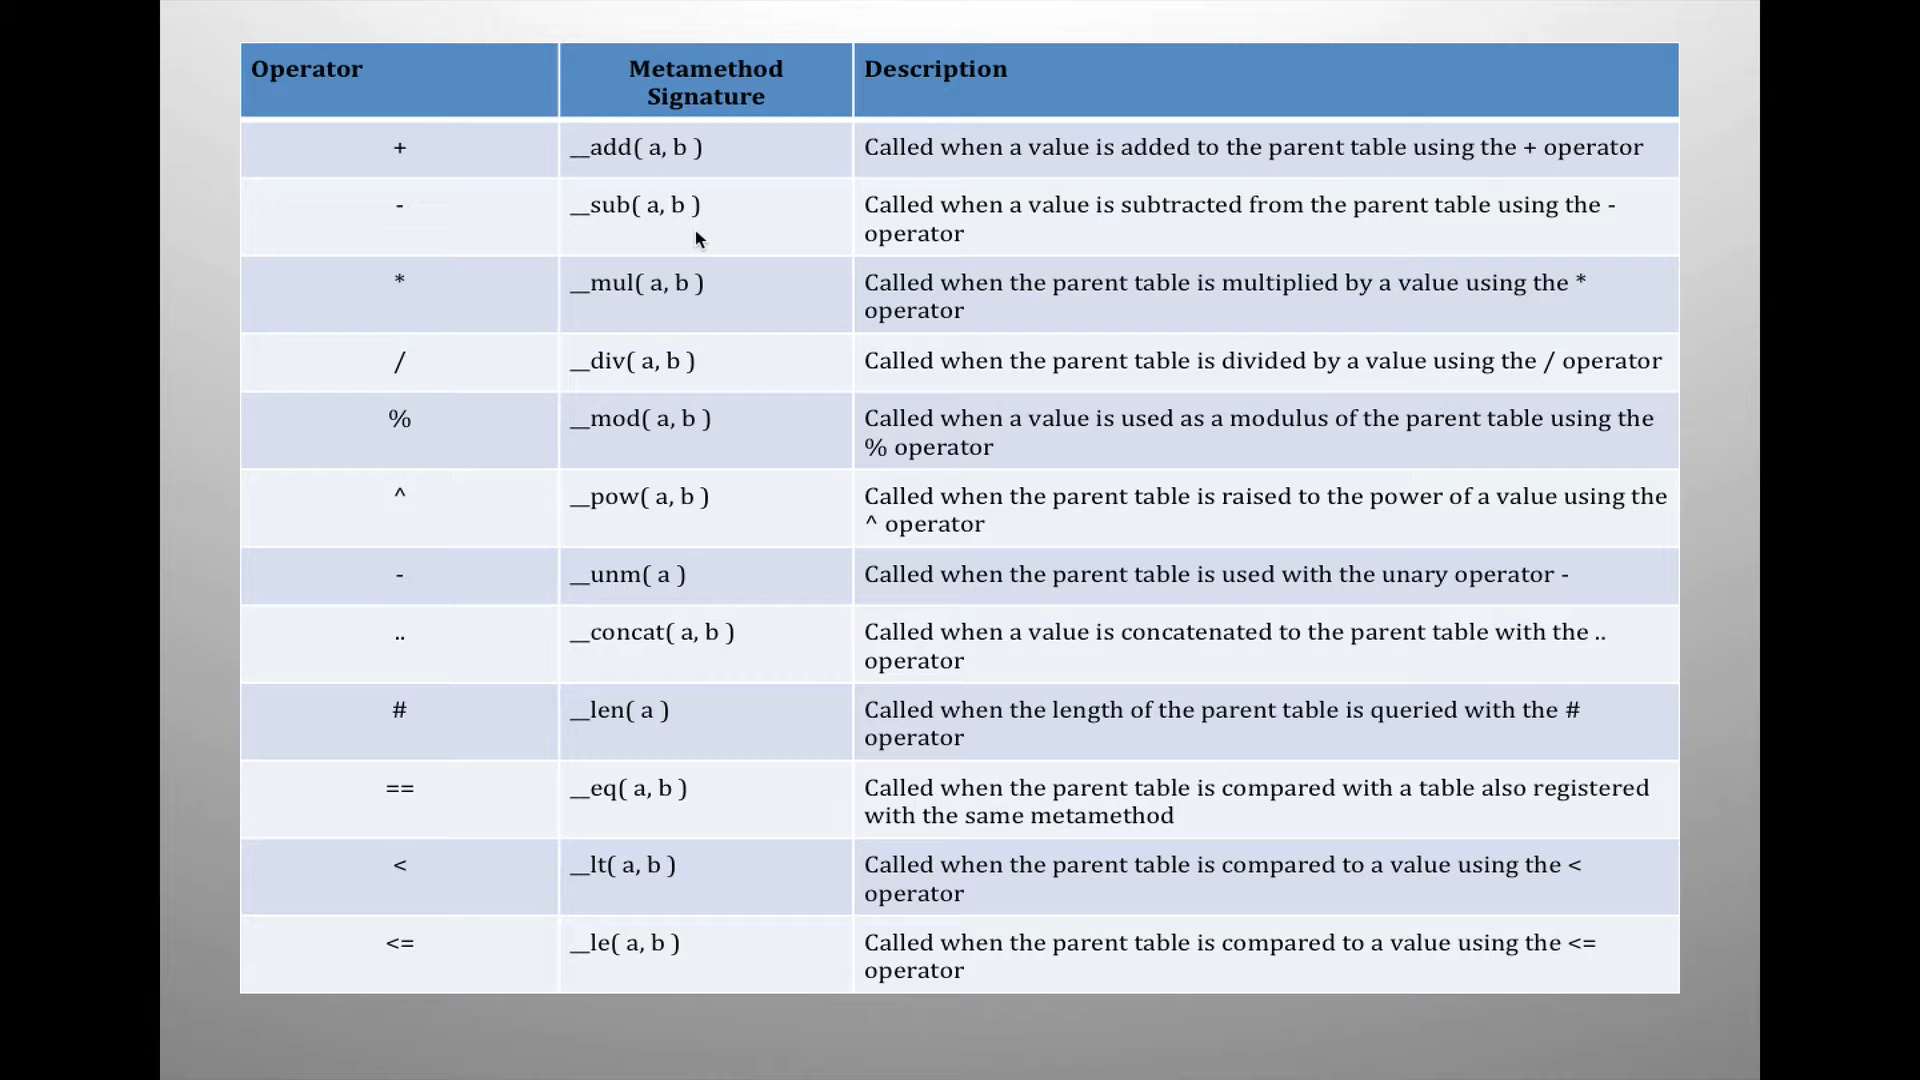 Operator
Metamethod
Signature
Description
+
__add( a, b )
Called when a value is added to the parent table using the + operator
-
__sub( a, b )
Called when a value is subtracted from the parent table using the -
operator
*
__mul( a, b )
Called when the parent table is multiplied by a value using the *
operator
/
__div( a, b )
Called when the parent table is divided by a value using the / operator
%
__mod( a, b )
Called when a value is used as a modulus of the parent table using the
% operator
^
__pow( a, b )
Called when the parent table is raised to the power of a value using the
^ operator
-
__unm( a )
Called when the parent table is used with the unary operator -
..
__concat( a, b )
Called when a value is concatenated to the parent table with the ..
operator
#
__len( a )
Called when the length of the parent table is queried with the #
operator
==
__eq( a, b )
Called when the parent table is compared with a table also registered
with the same metamethod
<
__lt( a, b )
Called when the parent table is compared to a value using the <
operator
<=
__le( a, b )
Called when the parent table is compared to a value using the <=
operator